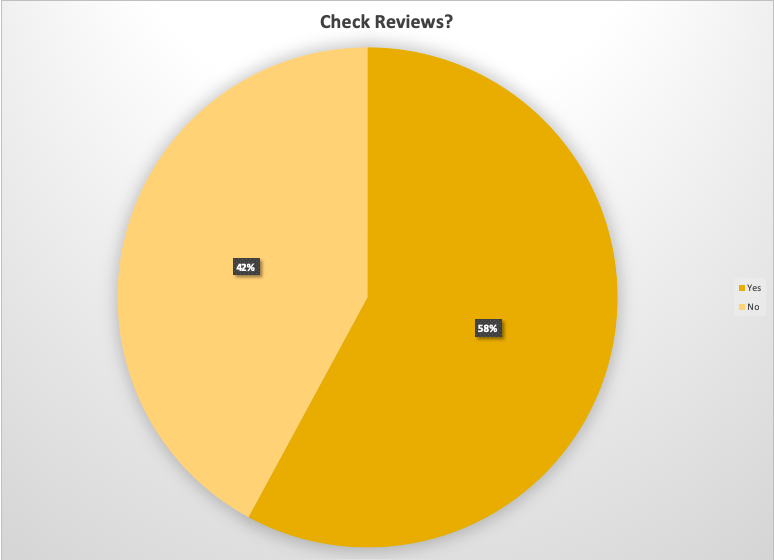 Check Reviews?
42%
58%
Yes
No